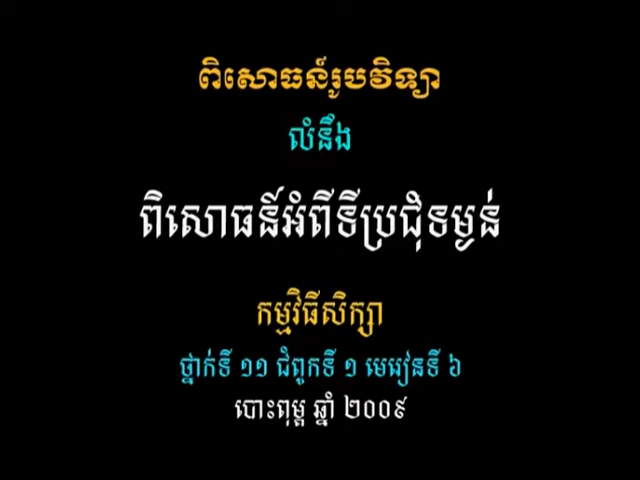 ពិសោធន៍រូបវិទ្យា
លំនឹង
ពិសោធន៍អំពីទីប្រជុំទម្ងន់
កម្មវិធីសិក្សា
ថ្នាក់ទី ១១ ជំពូកទី ១ មេរៀនទី ៦
បោះពុម្ព ឆ្នាំ ២០០៩